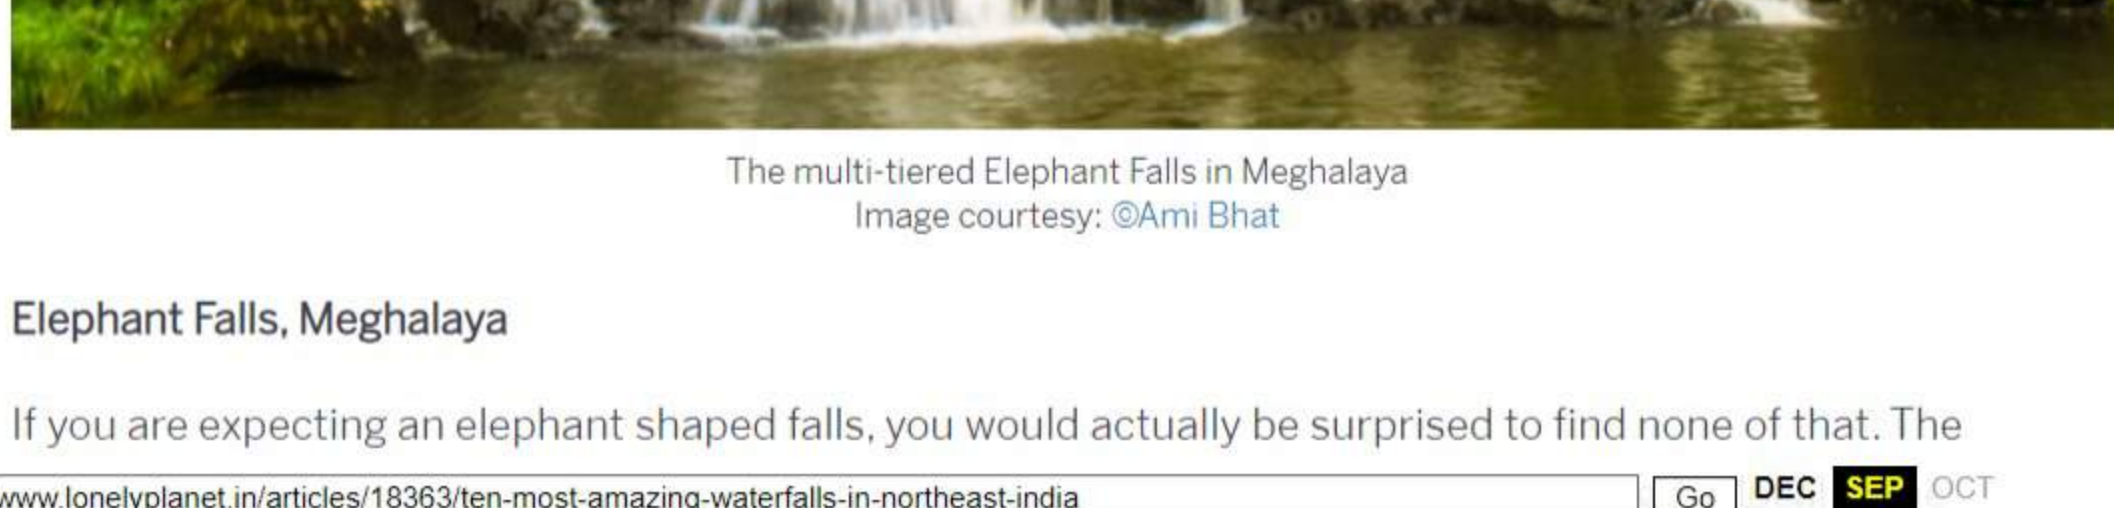 The multi-tiered Elephant Falls in Meghalaya
Image courtesy: ©Ami Bhat
Elephant Falls, Meghalaya
If you are expecting an elephant shaped falls, you would actually be surprised to find none of that. The
www.lonelyplanet.in/articles/18363/ten-most-amazing-waterfalls-in-northeast-india Go DEC SEP OCT